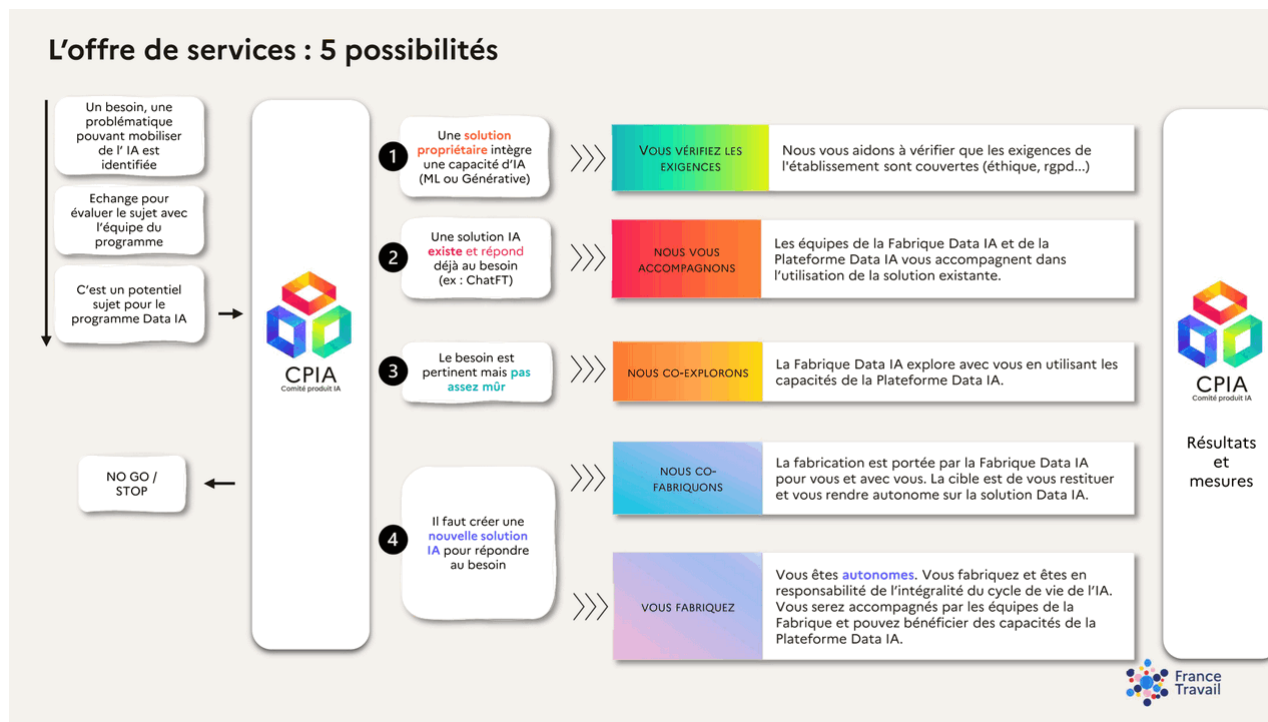 L'offre de services : 5 possibilités
Un besoin, une
problématique
pouvant mobiliser
de l' IA est
identifiée
Echange pour
évaluer le sujet avec
l'équipe du
programme
C'est un potentiel
sujet pour le
programme Data IA
NO GO /
STOP
CPIA
Comité produit IA
1
Une solution
propriétaire intègre
une capacité d'IA
(ML ou Générative)
VOUS VÉRIFIEZ LES
EXIGENCES
Nous vous aidons à vérifier que les exigences de
l'établissement sont couvertes (éthique, rgpd...)
2
Une solution IA
existe et répond
déjà au besoin
(ex : ChatFT)
NOUS VOUS
ACCOMPAGNONS
Les équipes de la Fabrique Data IA et de la
Plateforme Data IA vous accompagnent dans
l'utilisation de la solution existante.
3
Le besoin est
pertinent mais pas
assez mûr
NOUS CO-EXPLORONS
La Fabrique Data IA explore avec vous en utilisant les
capacités de la Plateforme Data IA.
4
Il faut créer une
nouvelle solution
IA pour répondre
au besoin
NOUS CO-
FABRIQUONS
La fabrication est portée par la Fabrique Data IA
pour vous et avec vous. La cible est de vous restituer
et vous rendre autonome sur la solution Data IA.
VOUS FABRIQUEZ
Vous êtes autonomes. Vous fabriquez et êtes en
responsabilité de l'intégralité du cycle de vie de l'IA.
Vous serez accompagnés par les équipes de la
Fabrique et pouvez bénéficier des capacités de la
Plateforme Data IA.
CPIA
Comité produit IA
Résultats
et
mesures
France
Travail